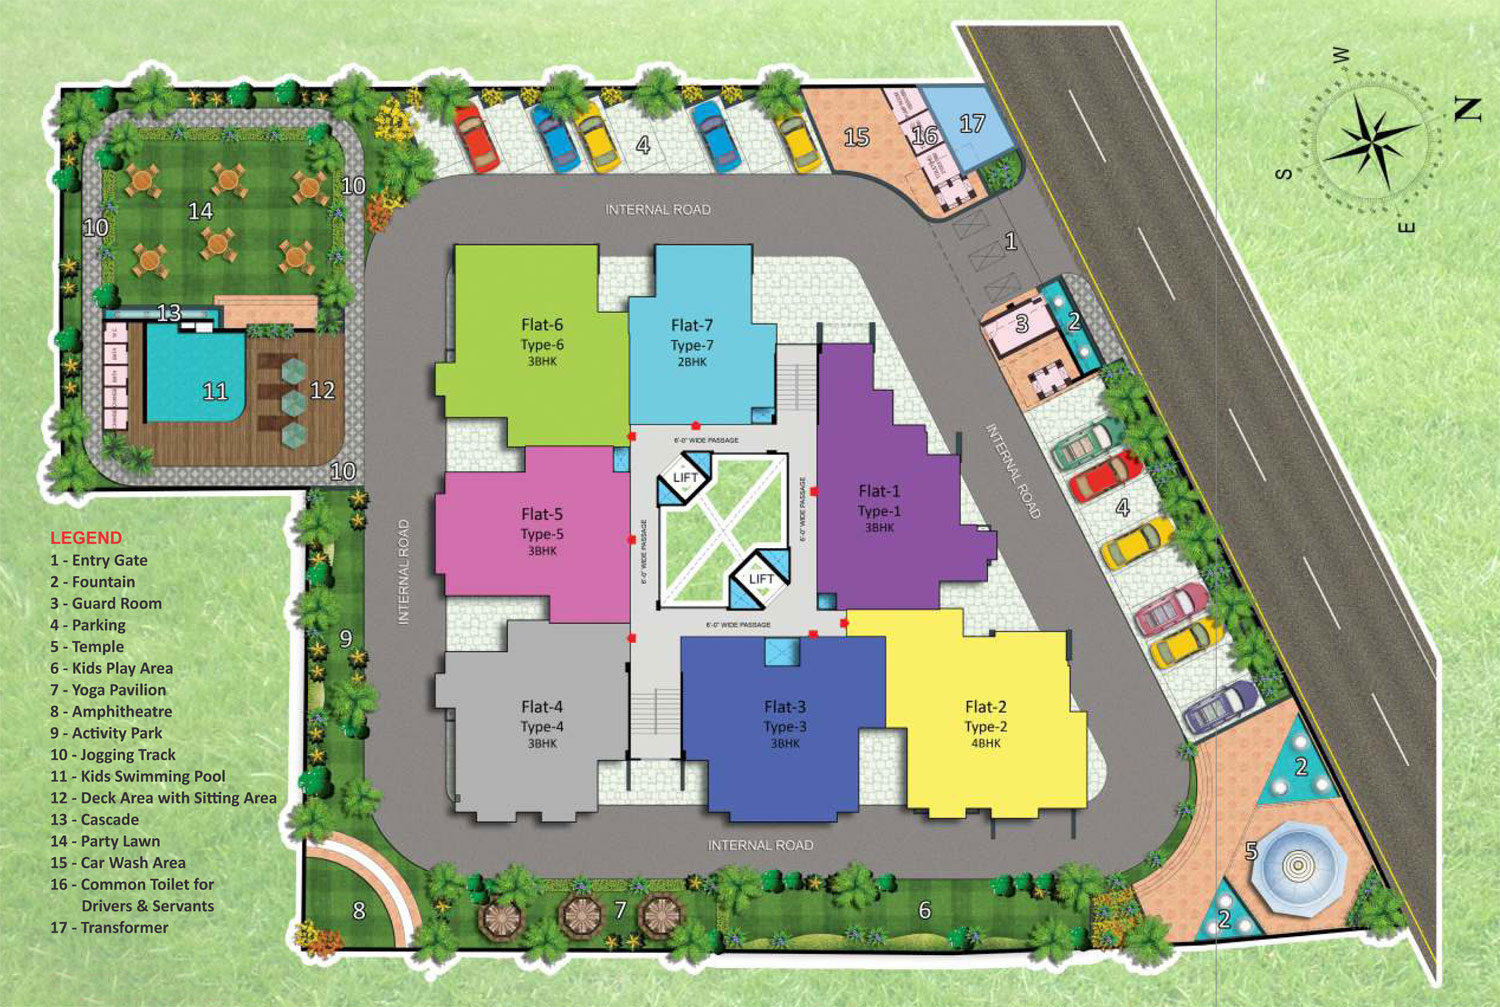 W
N
S
E
10
14
10
13
11
12
10
15
16
17
4
INTERNAL ROAD
1
3
2
Flat-6
Type-6
3BHK
Flat-7
Type-7
2BHK
6'-0" WIDE PASSAGE
LIFT
6'-0" WIDE PASSAGE
6'-0" WIDE PASSAGE
LIFT
6'-0" WIDE PASSAGE
Flat-1
Type-1
3BHK
INTERNAL ROAD
4
Flat-5
Type-5
3BHK
INTERNAL ROAD
9
Flat-4
Type-4
3BHK
Flat-3
Type-3
3BHK
Flat-2
Type-2
4BHK
2
5
2
INTERNAL ROAD
8
7
6
LEGEND
1 - Entry Gate
2 - Fountain
3 - Guard Room
4 - Parking
5 - Temple
6 - Kids Play Area
7 - Yoga Pavilion
8 - Amphitheatre
9 - Activity Park
10 - Jogging Track
11 - Kids Swimming Pool
12 - Deck Area with Sitting Area
13 - Cascade
14 - Party Lawn
15 - Car Wash Area
16 - Common Toilet for
Drivers & Servants
17 - Transformer